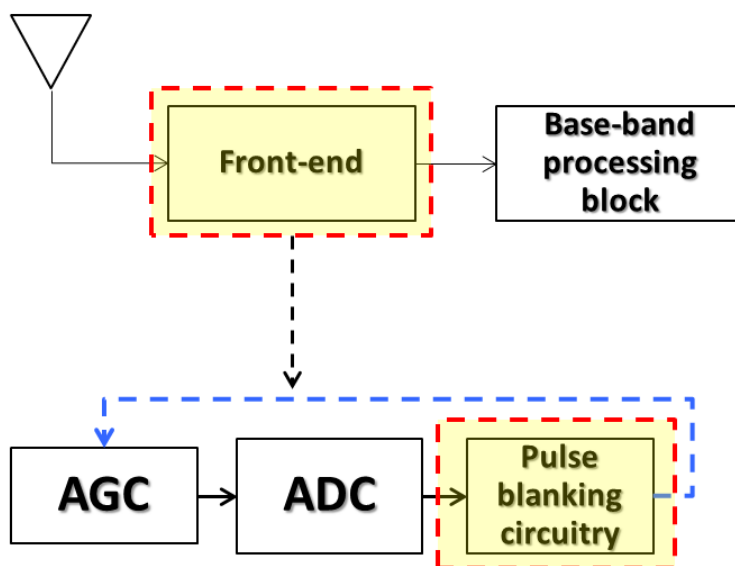 Front-end
Base-band
processing
block
AGC
ADC
Pulse
blanking
circuitry